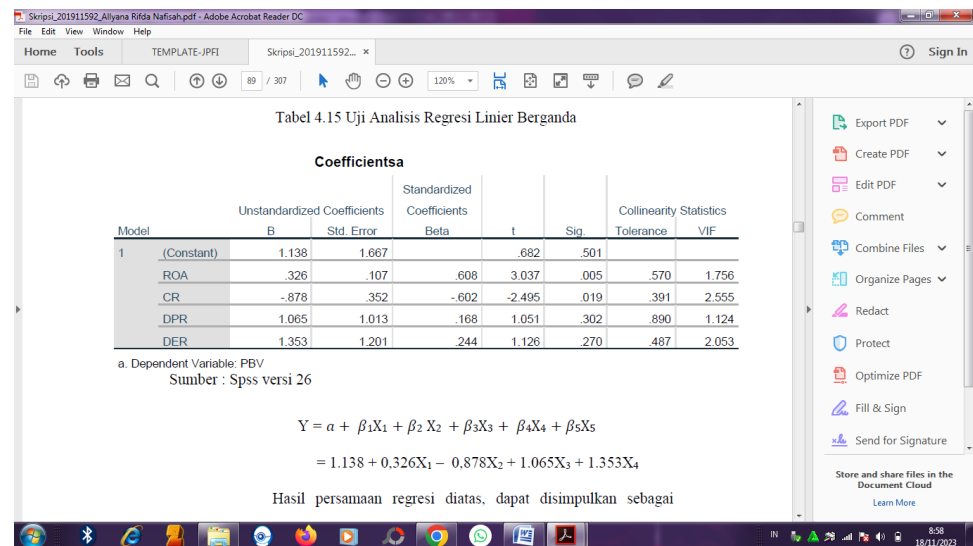 Skripsi_201911592_Allyana Rifda Nafisah.pdf - Adobe Acrobat Reader DC
File Edit View Window Help
Home Tools TEMPLATE-JPFI Skripsi_201911592... × Sign In
89 / 307 120%
Tabel 4.15 Uji Analisis Regresi Linier Berganda
Coefficientsa
Standardized
Unstandardized Coefficients Coefficients Collinearity Statistics
Model B Std. Error Beta t Sig. Tolerance VIF
1 (Constant) 1.138 1.667 .682 .501
ROA .326 .107 .608 3.037 .005 .570 1.756
CR -.878 .352 -.602 -2.495 .019 .391 2.555
DPR 1.065 1.013 .168 1.051 .302 .890 1.124
DER 1.353 1.201 .244 1.126 .270 .487 2.053
a. Dependent Variable: PBV
Sumber : Spss versi 26
Y = a + β₁X₁ + β₂ X₂ + β₃X₃ + β₄X₄ + β₅X₅
= 1.138 + 0,326X₁ – 0,878X₂ + 1.065X₃ + 1.353X₄
Hasil persamaan regresi diatas, dapat disimpulkan sebagai
Export PDF
Create PDF
Edit PDF
Comment
Combine Files
Organize Pages
Redact
Protect
Optimize PDF
Fill & Sign
Send for Signature
Store and share files in the
Document Cloud
Learn More
IN 8:58
18/11/2023